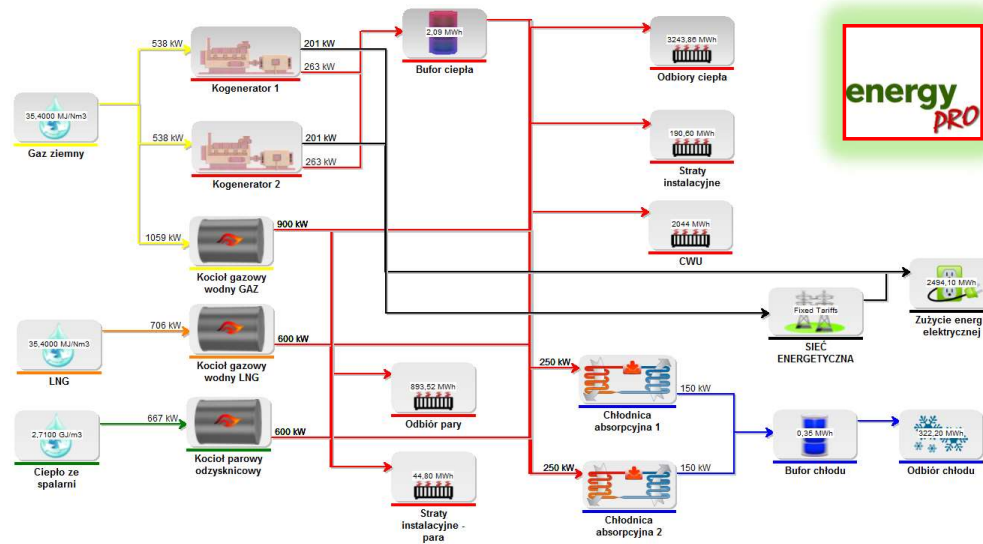 538 kW
201 kW
263 kW
Kogenerator 1
2,09 MWh
Bufor ciepła
3243,86 MWh
Odbiory ciepła
energy
PRO
35,4000 MJ/Nm3
Gaz ziemny
538 kW
201 kW
263 kW
Kogenerator 2
190,60 MWh
Straty
instalacyjne
1059 kW
900 kW
Kocioł gazowy
wodny GAZ
2044 MWh
CWU
Fixed Tariffs
SIEĆ
ENERGETYCZNA
2494,10 MWh
Zużycie energ
elektrycznej
35,4000 MJ/Nm3
LNG
706 kW
600 kW
Kocioł gazowy
wodny LNG
893,52 MWh
Odbiór pary
250 kW
150 kW
Chłodnica
absorpcyjna 1
2,7100 GJ/m3
Ciepło ze
spalarni
667 kW
600 kW
Kocioł parowy
odzysknicowy
44,80 MWh
Straty
instalacyjne -
para
250 kW
150 kW
Chłodnica
absorpcyjna 2
0,35 MWh
Bufor chłodu
322,20 MWh
Odbiór chłodu